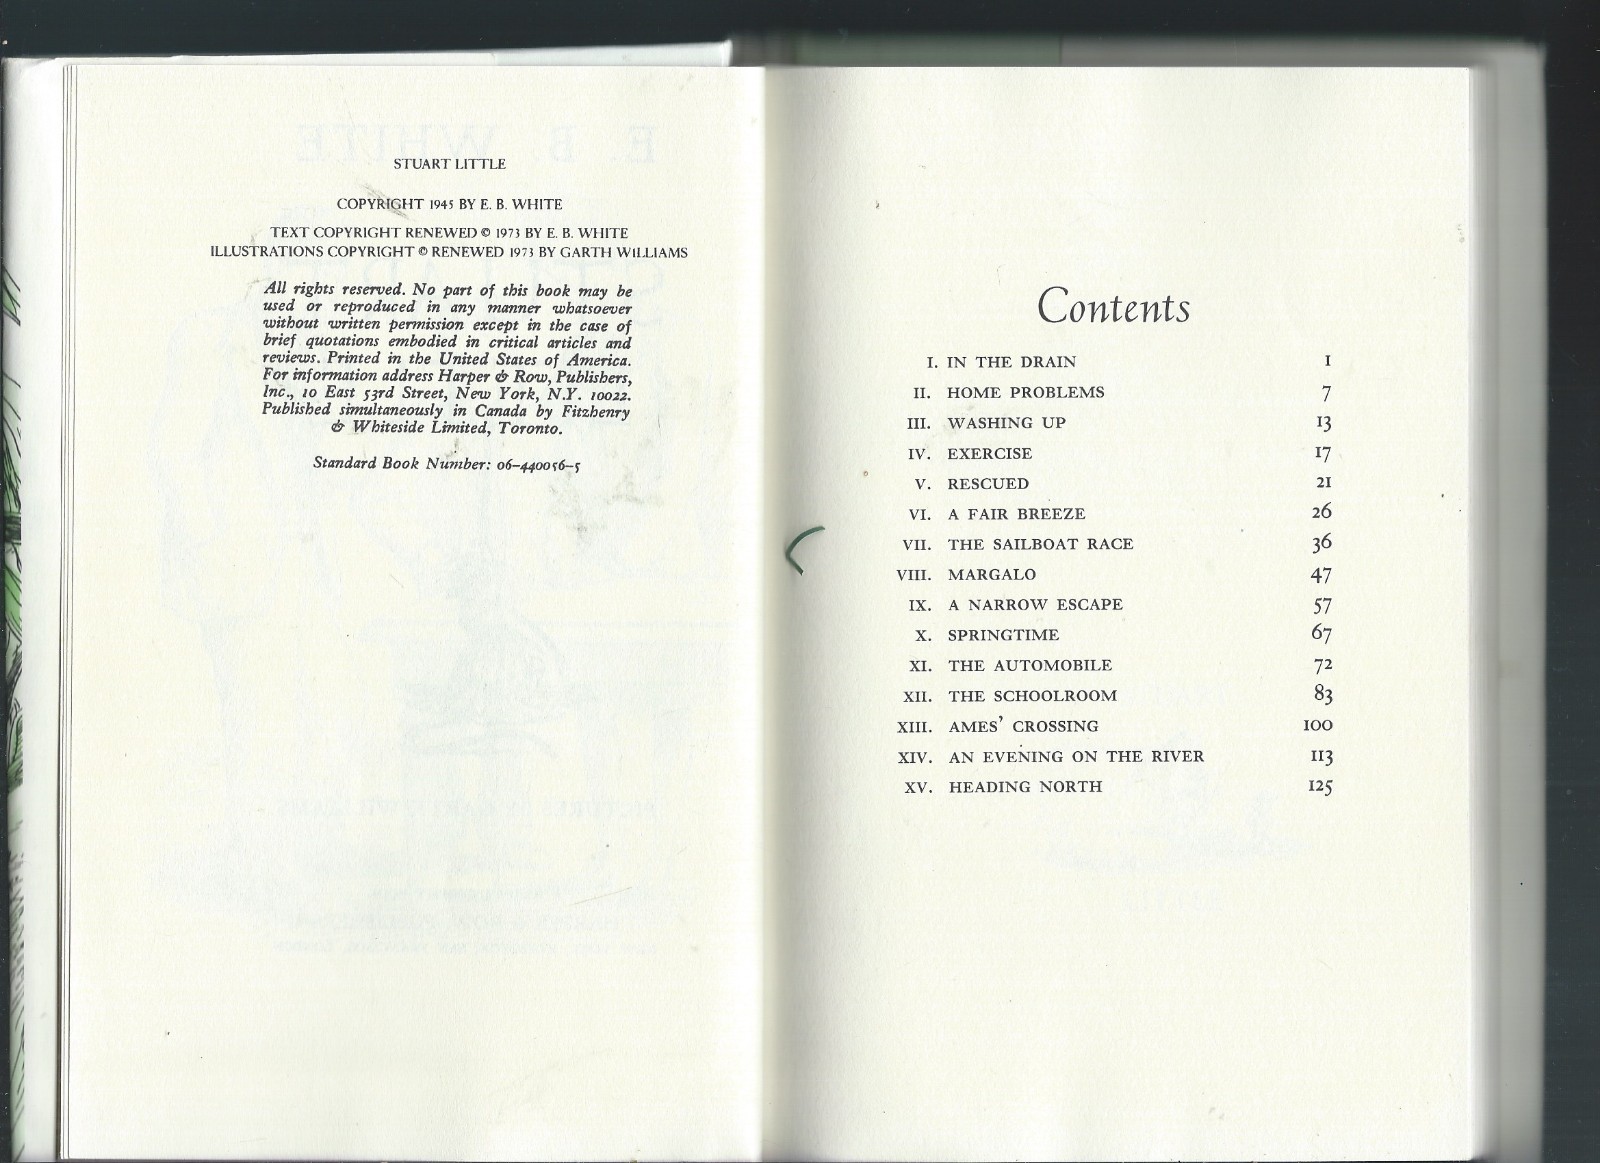 STUART LITTLE
COPYRIGHT 1945 BY E. B. WHITE
TEXT COPYRIGHT RENEWED © 1973 BY E. B. WHITE
ILLUSTRATIONS COPYRIGHT © RENEWED 1973 BY GARTH WILLIAMS
All rights reserved. No part of this book may be
used or reproduced in any manner whatsoever
without written permission except in the case of
brief quotations embodied in critical articles and
reviews. Printed in the United States of America.
For information address Harper & Row, Publishers,
Inc., 10 East 53rd Street, New York, N.Y. 10022.
Published simultaneously in Canada by Fitzhenry
& Whiteside Limited, Toronto.
Standard Book Number: 06–440056–5
Contents
I. IN THE DRAIN 1
II. HOME PROBLEMS 7
III. WASHING UP 13
IV. EXERCISE 17
V. RESCUED 21
VI. A FAIR BREEZE 26
VII. THE SAILBOAT RACE 36
VIII. MARGALO 47
IX. A NARROW ESCAPE 57
X. SPRINGTIME 67
XI. THE AUTOMOBILE 72
XII. THE SCHOOLROOM 83
XIII. AMES' CROSSING 100
XIV. AN EVENING ON THE RIVER 113
XV. HEADING NORTH 125